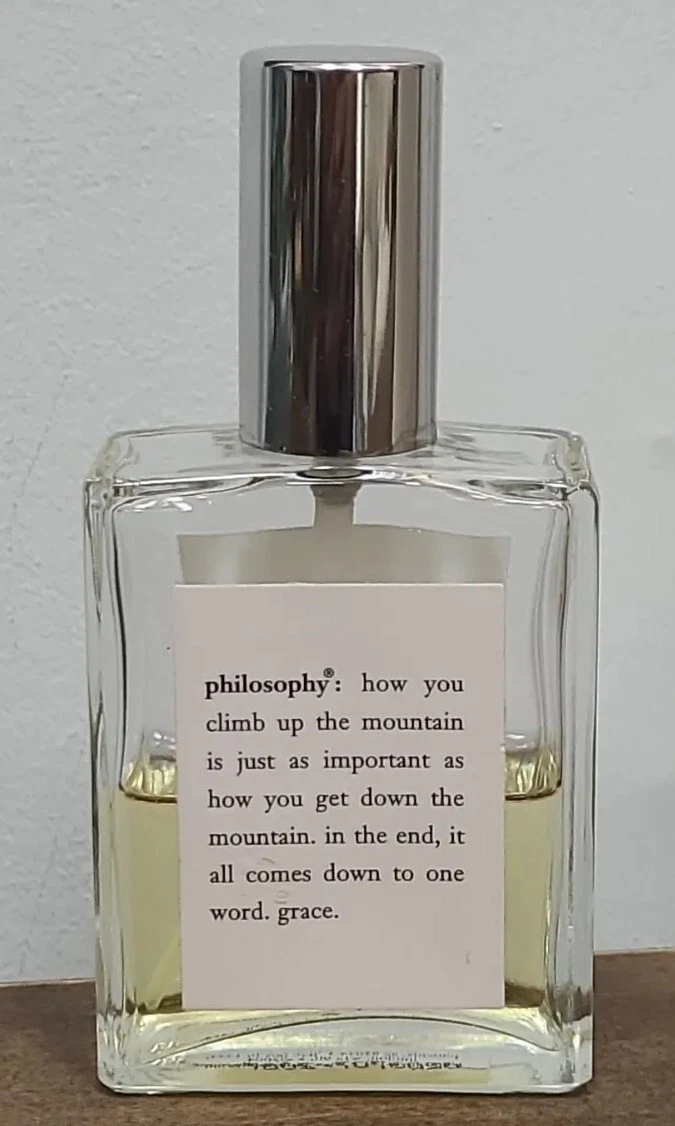 philosophy®: how you
climb up the mountain
is just as important as
how you get down the
mountain. in the end, it
all comes down to one
word. grace.